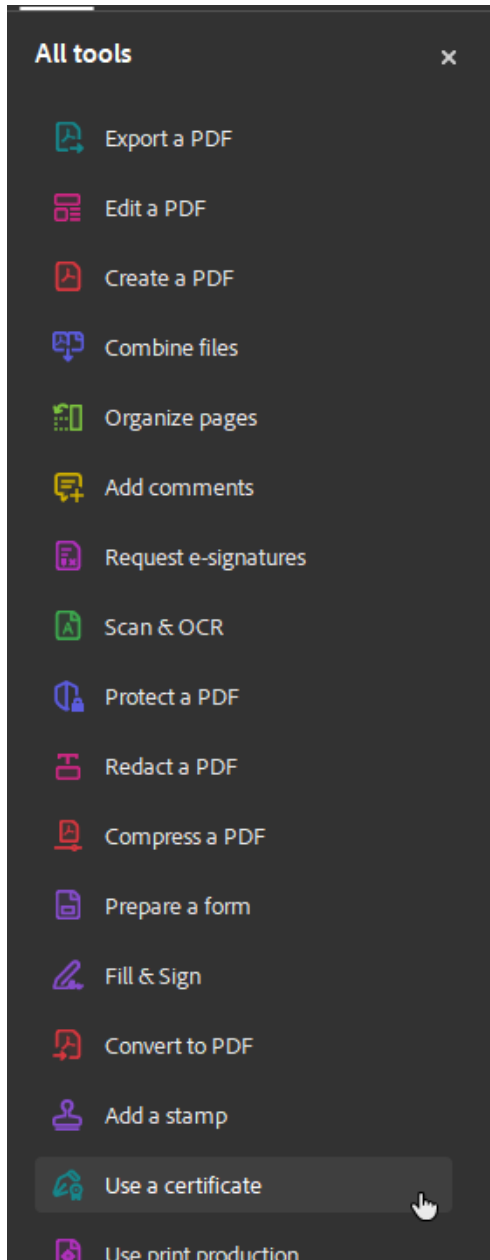 All tools
Export a PDF
Edit a PDF
Create a PDF
Combine files
Organize pages
Add comments
Request e-signatures
Scan & OCR
Protect a PDF
Redact a PDF
Compress a PDF
Prepare a form
Fill & Sign
Convert to PDF
Add a stamp
Use a certificate
Use print production